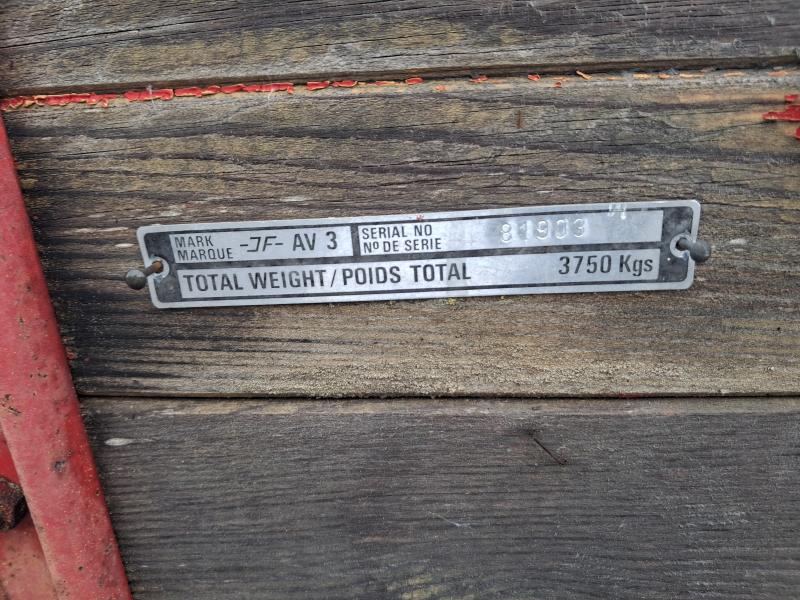 MARK
MARQUE
-JF- AV 3
SERIAL NO
Nº DE SERIE
81903
TOTAL WEIGHT/POIDS TOTAL 3750 Kgs